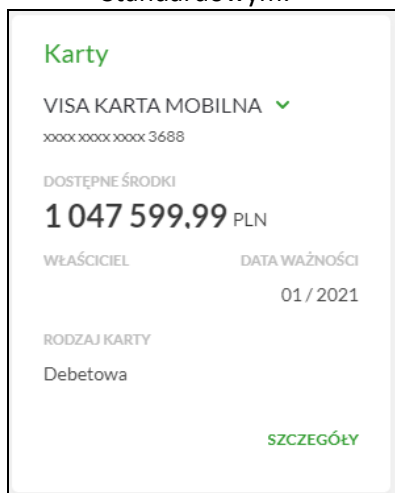 standardowym.
Karty
VISA KARTA MOBILNA
xxxx xxxx xxxx 3688
DOSTĘPNE ŚRODKI
1 047 599,99 PLN
WŁAŚCICIEL DATA WAŻNOŚCI
01 / 2021
RODZAJ KARTY
Debetowa
SZCZEGÓŁY